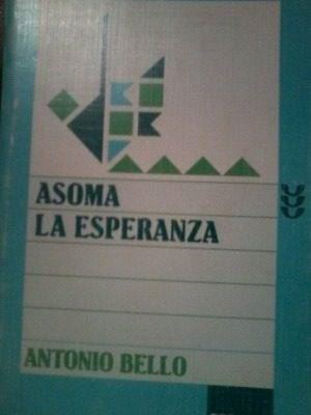 ASOMA
LA ESPERANZA
ANTONIO BELLO